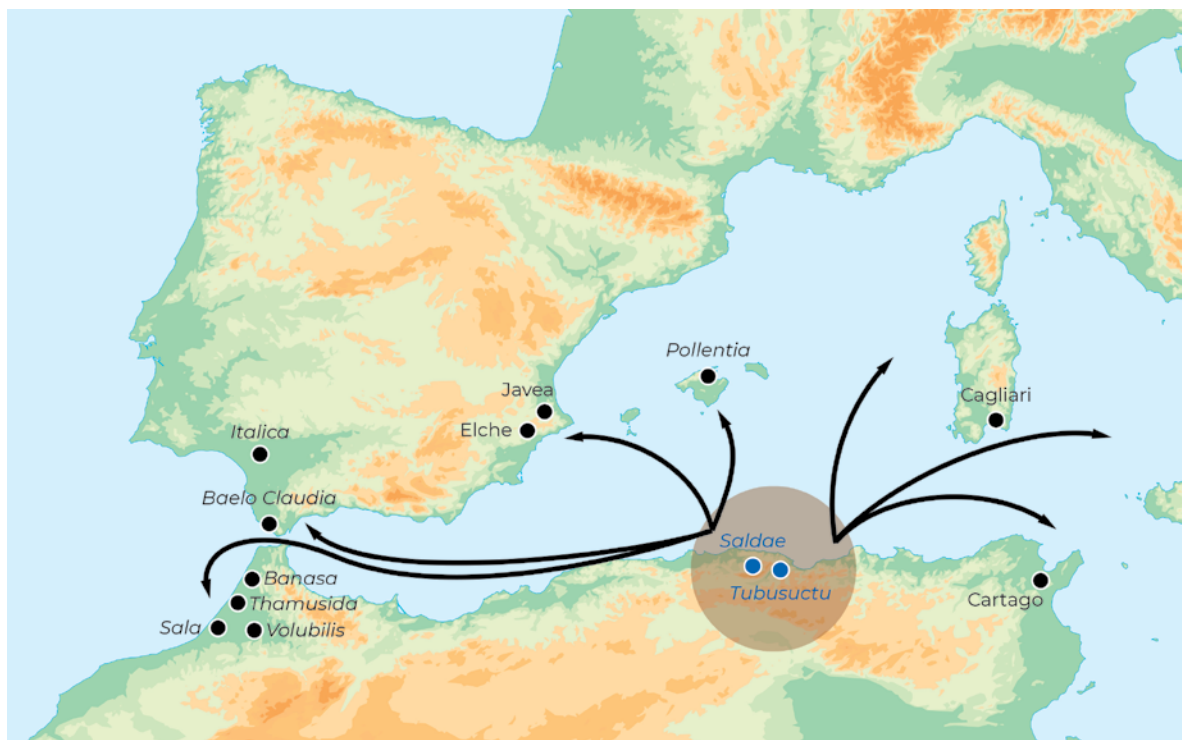 Pollentia
Javea
Cagliari
Elche
Italica
Baelo Claudia
Saldae
Banasa
Tubusuctu
Cartago
Thamusida
Sala
Volubilis